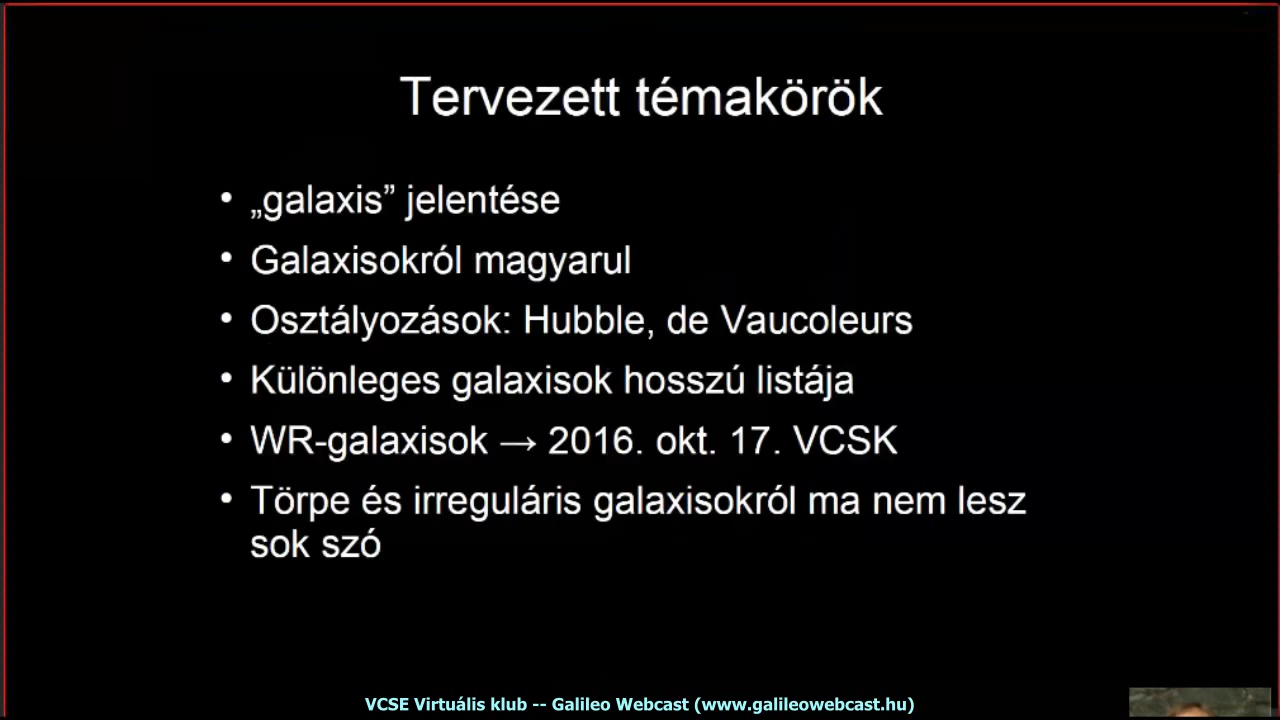 Tervezett témakörök
• „galaxis” jelentése
• Galaxisokról magyarul
• Osztályozások: Hubble, de Vaucoleurs
• Különleges galaxisok hosszú listája
• WR-galaxisok → 2016. okt. 17. VCSK
• Törpe és irreguláris galaxisokról ma nem lesz
sok szó
VCSE Virtuális klub -- Galileo Webcast (www.galileowebcast.hu)